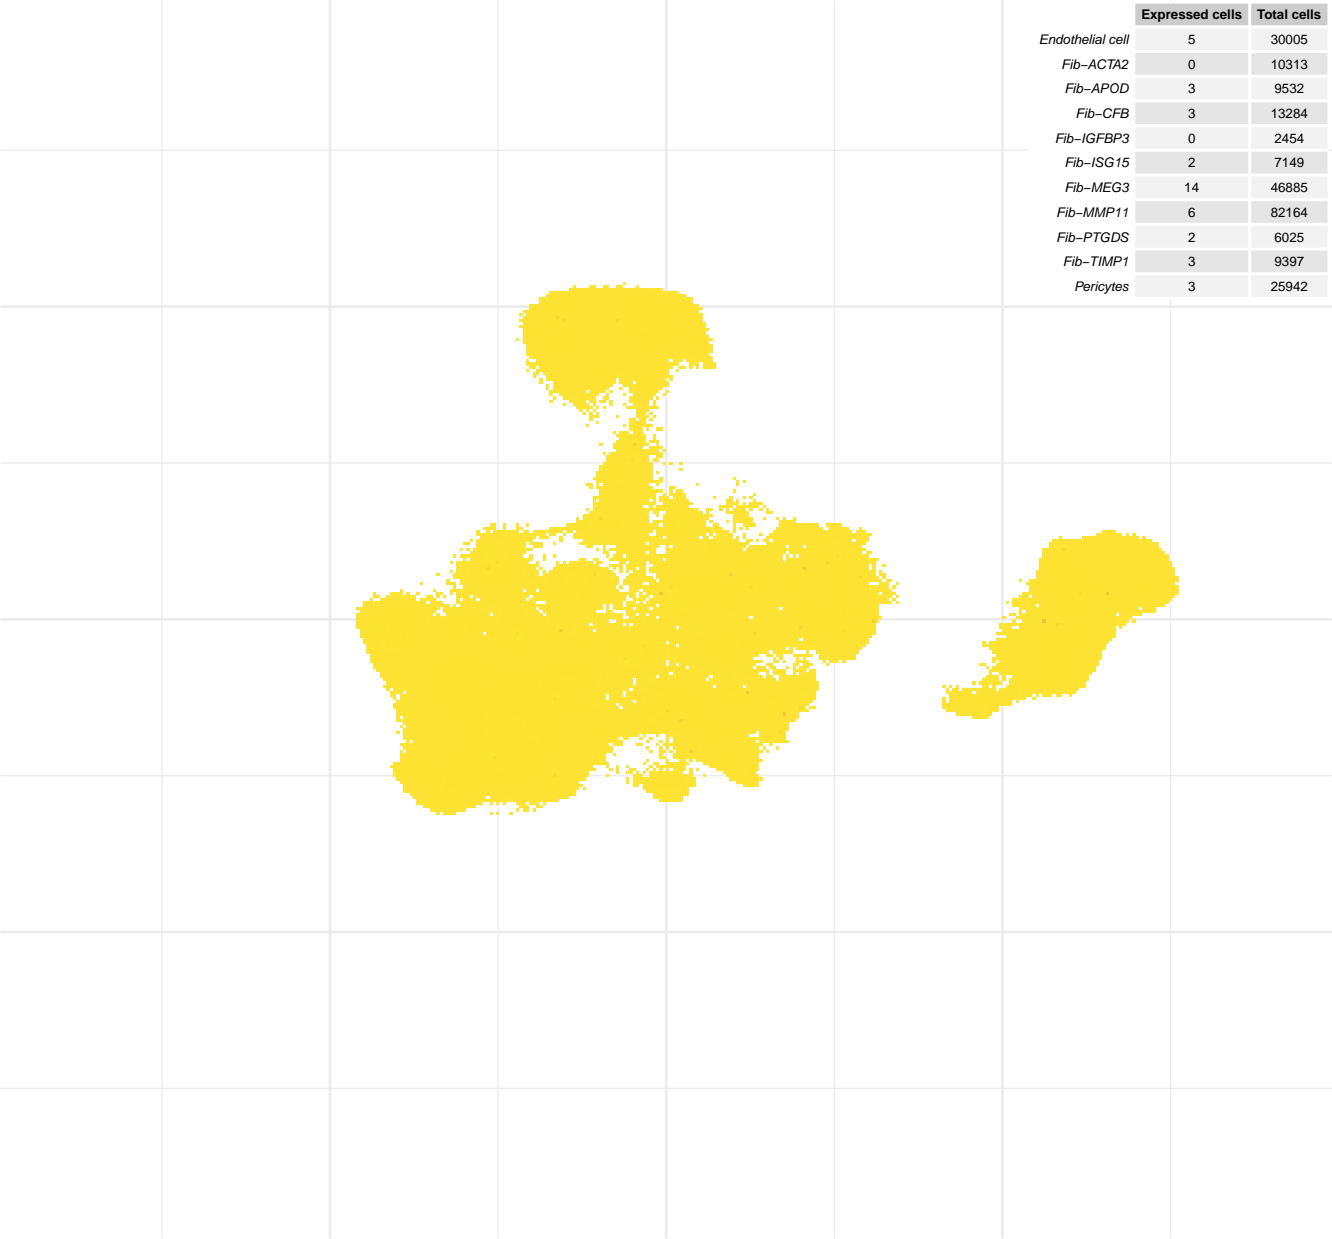 Expressed cells Total cells
Endothelial cell 5 30005
Fib−ACTA2 0 10313
Fib−APOD 3 9532
Fib−CFB 3 13284
Fib−IGFBP3 0 2454
Fib−ISG15 2 7149
Fib−MEG3 14 46885
Fib−MMP11 6 82164
Fib−PTGDS 2 6025
Fib−TIMP1 3 9397
Pericytes 3 25942